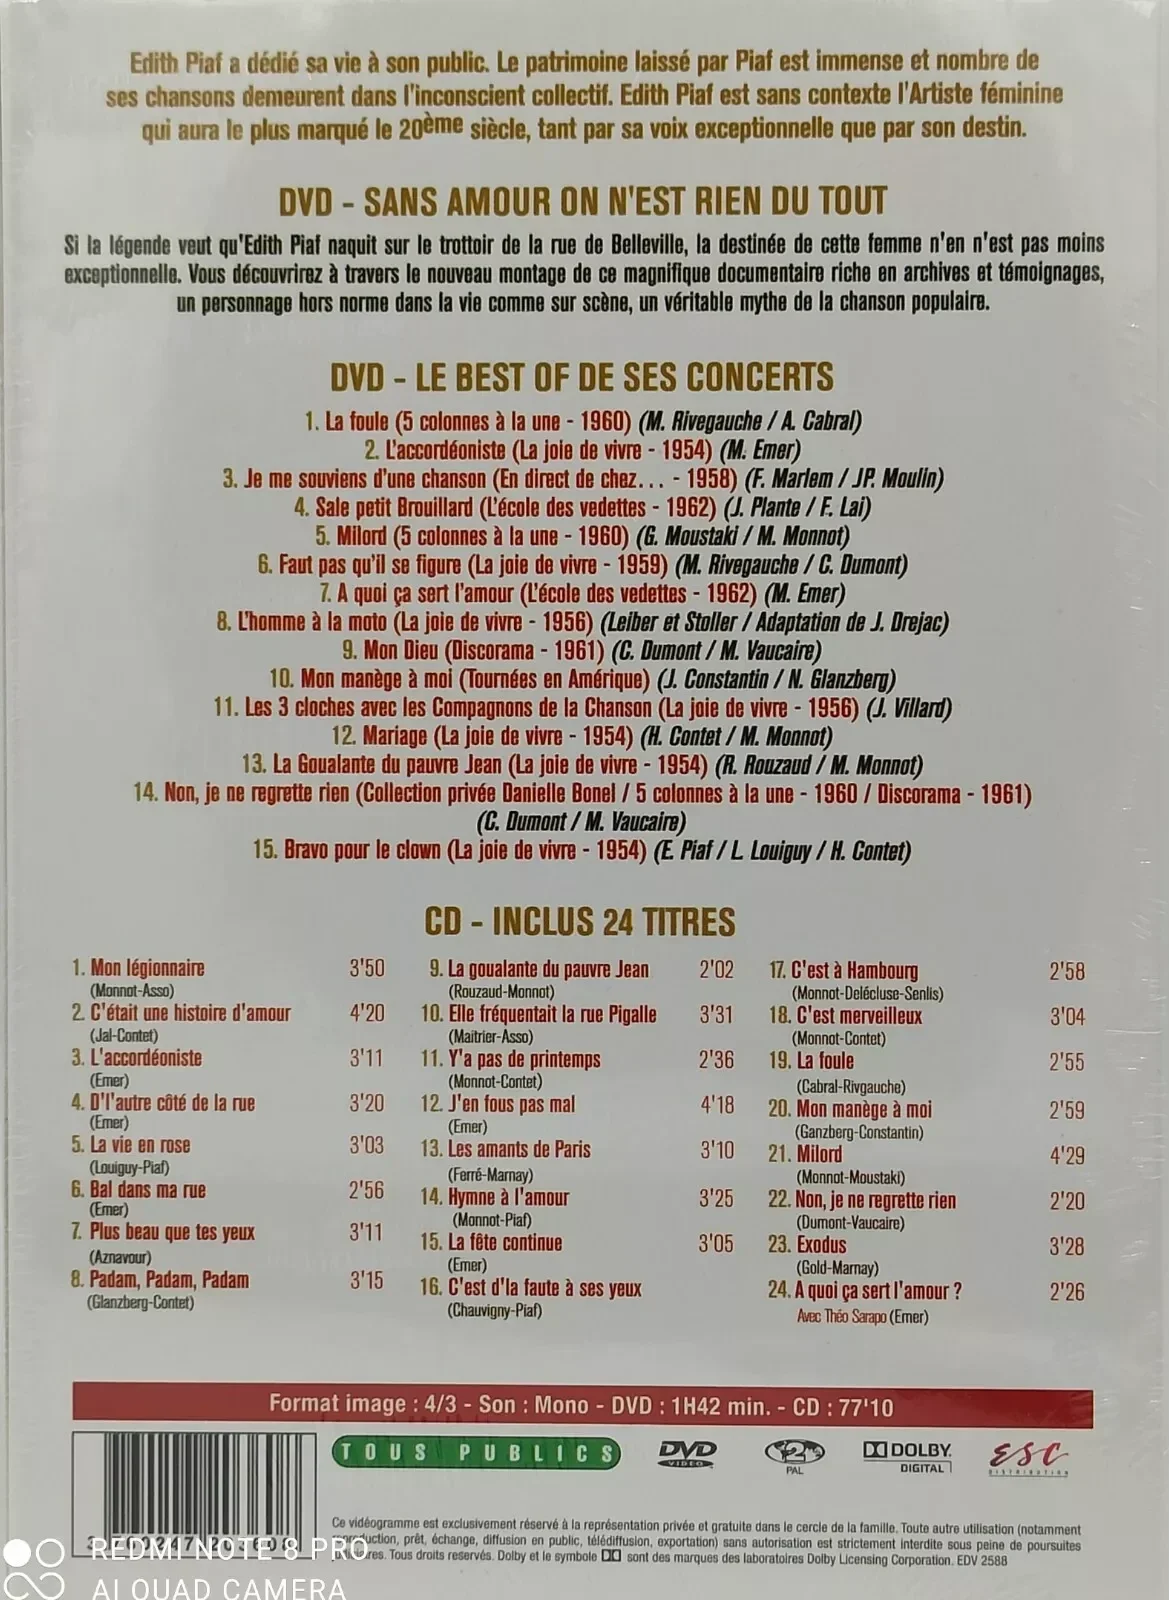 Edith Piaf a dédié sa vie à son public. Le patrimoine laissé par Piaf est immense et nombre de
ses chansons demeurent dans l'inconscient collectif. Edith Piaf est sans contexte l'Artiste féminine
qui aura le plus marqué le 20ème siècle, tant par sa voix exceptionnelle que par son destin.
DVD - SANS AMOUR ON N'EST RIEN DU TOUT
Si la légende veut qu'Edith Piaf naquit sur le trottoir de la rue de Belleville, la destinée de cette femme n'en n'est pas moins
exceptionnelle. Vous découvrirez à travers le nouveau montage de ce magnifique documentaire riche en archives et témoignages,
un personnage hors norme dans la vie comme sur scène, un véritable mythe de la chanson populaire.
DVD - LE BEST OF DE SES CONCERTS
1. La foule (5 colonnes à la une - 1960) (M. Rivegauche / A. Cabral)
2. L'accordéoniste (La joie de vivre - 1954) (M. Emer)
3. Je me souviens d'une chanson (En direct de chez... - 1958) (F. Marlem / JP. Moulin)
4. Sale petit Brouillard (L'école des vedettes - 1962) (J. Plante / F. Lai)
5. Milord (5 colonnes à la une - 1960) (G. Moustaki / M. Monnot)
6. Faut pas qu'il se figure (La joie de vivre - 1959) (M. Rivegauche / C. Dumont)
7. A quoi ça sert l'amour (L'école des vedettes - 1962) (M. Emer)
8. L'homme à la moto (La joie de vivre - 1956) (Leiber et Stoller / Adaptation de J. Drejac)
9. Mon Dieu (Discorama - 1961) (C. Dumont / M. Vaucaire)
10. Mon manège à moi (Tournées en Amérique) (J. Constantin / N. Glanzberg)
11. Les 3 cloches avec les Compagnons de la Chanson (La joie de vivre - 1956) (J. Villard)
12. Mariage (La joie de vivre - 1954) (H. Contet / M. Monnot)
13. La Goualante du pauvre Jean (La joie de vivre - 1954) (R. Rouzaud / M. Monnot)
14. Non, je ne regrette rien (Collection privée Danielle Bonel / 5 colonnes à la une - 1960 / Discorama - 1961)
(C. Dumont / M. Vaucaire)
15. Bravo pour le clown (La joie de vivre - 1954) (E. Piaf / L. Louiguy / H. Contet)
CD - INCLUS 24 TITRES
1. Mon légionnaire 3'50
(Monnot-Asso)
2. C'était une histoire d'amour 4'20
(Jal-Contet)
3. L'accordéoniste 3'11
(Emer)
4. D'l'autre côté de la rue 3'20
(Emer)
5. La vie en rose 3'03
(Louiguy-Piaf)
6. Bal dans ma rue 2'56
(Emer)
7. Plus beau que tes yeux 3'11
(Aznavour)
8. Padam, Padam, Padam 3'15
(Glanzberg-Contet)
9. La goualante du pauvre Jean 2'02
(Rouzaud-Monnot)
10. Elle fréquentait la rue Pigalle 3'31
(Maitrier-Asso)
11. Y'a pas de printemps 2'36
(Monnot-Contet)
12. J'en fous pas mal 4'18
(Emer)
13. Les amants de Paris 3'10
(Ferré-Marnay)
14. Hymne à l'amour 3'25
(Monnot-Piaf)
15. La fête continue 3'05
(Emer)
16. C'est d'la faute à ses yeux
(Chauvigny-Piaf)
17. C'est à Hambourg 2'58
(Monnot-Delécluse-Senlis)
18. C'est merveilleux 3'04
(Monnot-Contet)
19. La foule 2'55
(Cabral-Rivgauche)
20. Mon manège à moi 2'59
(Ganzberg-Constantin)
21. Milord 4'29
(Monnot-Moustaki)
22. Non, je ne regrette rien 2'20
(Dumont-Vaucaire)
23. Exodus 3'28
(Gold-Marnay)
24. A quoi ça sert l'amour ? 2'26
Avec Théo Sarapo (Emer)
Format image : 4/3 - Son : Mono - DVD : 1H42 min. - CD : 77'10
TOUS PUBLICS
DVD
VIDEO
2
PAL
DOLBY
DIGITAL
ESC
DISTRIBUTION
Ce vidéogramme est exclusivement réservé à la représentation privée et gratuite dans le cercle de la famille. Toute autre utilisation (notamment
échange, diffusion en public, télédiffusion, exportation) sans autorisation est strictement interdite sous peine de poursuites
Tous droits reservés. Dolby et le symbole sont des marques des laboratoires Dolby Licensing Corporation. EDV 2588
REDMI NOTE 8 PRO
AI QUAD CAMERA